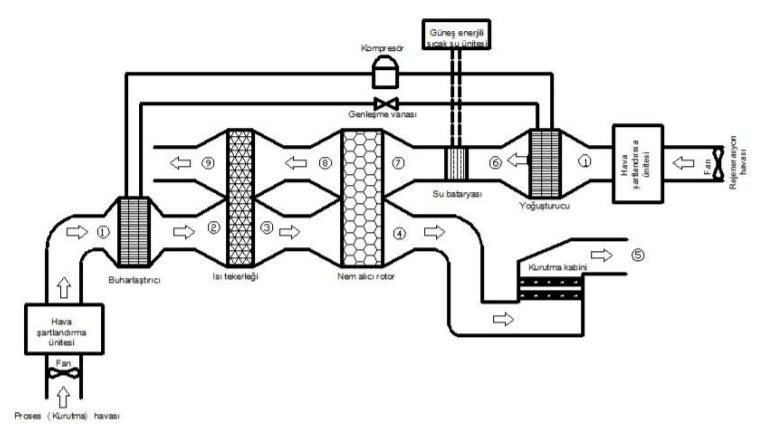 Güneş enerjili
sıcak su ünitesi
Kompresör
Genleşme vanası
⑨
⑧
⑦
⑥
①
Su bataryası
Yoğuşturucu
Hava
şartlandırma
ünitesi
Fan
Rejenerasyon
havası
①
②
③
④
⑤
Buharlaştırıcı
Isı tekerleği
Nem alıcı rotor
Kurutma kabini
Hava
şartlandırma
ünitesi
Fan
Proses (Kurutma) havası